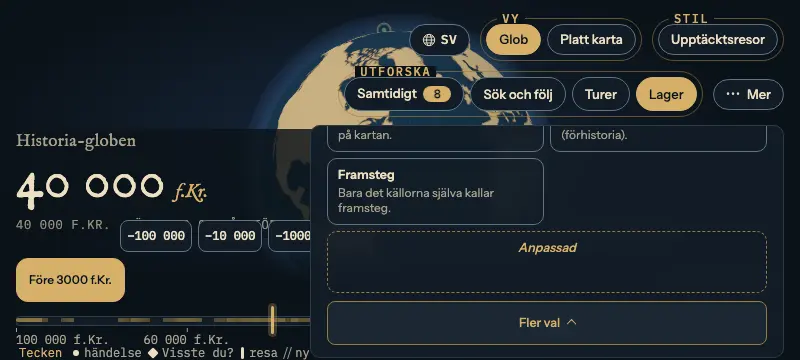 VY
STIL
SV
Glob
Platt karta
Upptäcktsresor
UTFORSKA
Samtidigt 8
Sök och följ
Turer
Lager
··· Mer
på kartan.
(förhistoria).
Historia-globen
Framsteg
Bara det källorna själva kallar
framsteg.
40 000 f.Kr.
40 000 F.KR.
−100 000
−10 000
−1000
Anpassad
Före 3000 f.Kr.
Fler val
100 000 f.Kr.
60 000 f.Kr.
Tecken händelse Visste du? resa // ny